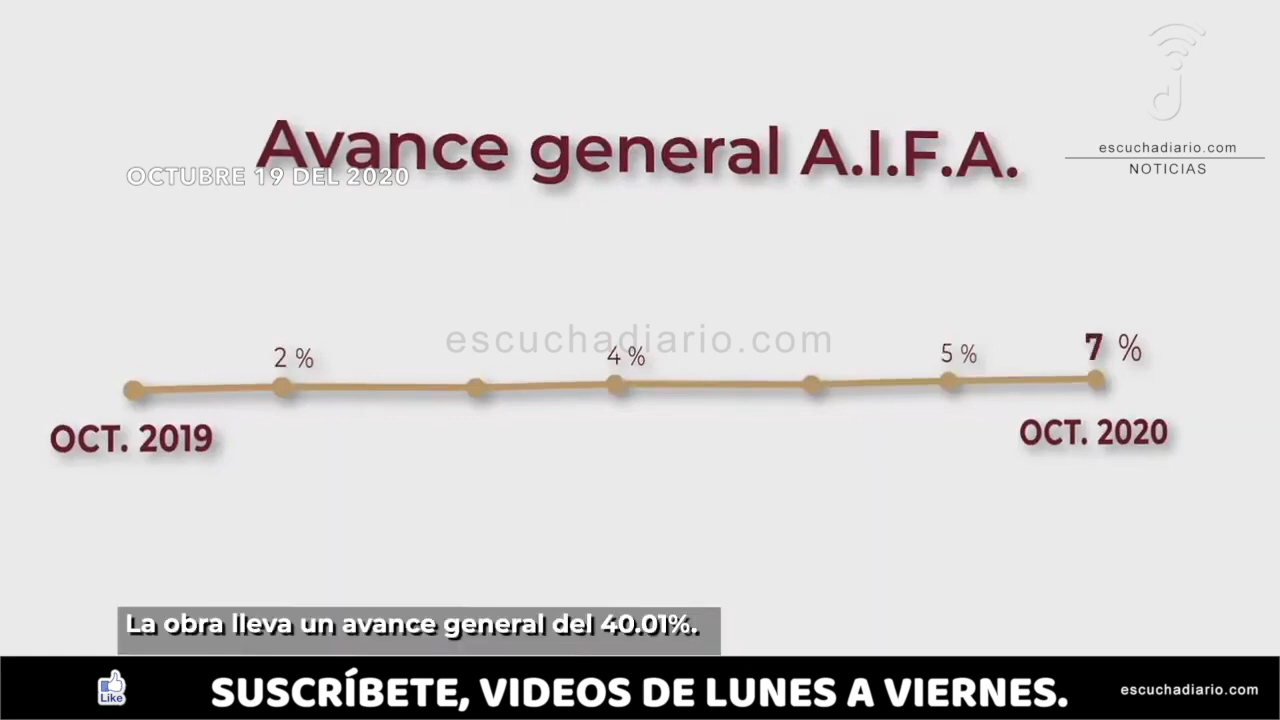 Avance general A.I.F.A.
OCTUBRE 19 DEL 2020
escuchadiario.com
NOTICIAS
escuchadiario.com
2 %
4 %
5 %
7 %
OCT. 2019
OCT. 2020
La obra lleva un avance general del 40.01%.
Like
SUSCRÍBETE, VIDEOS DE LUNES A VIERNES.
escuchadiario.com